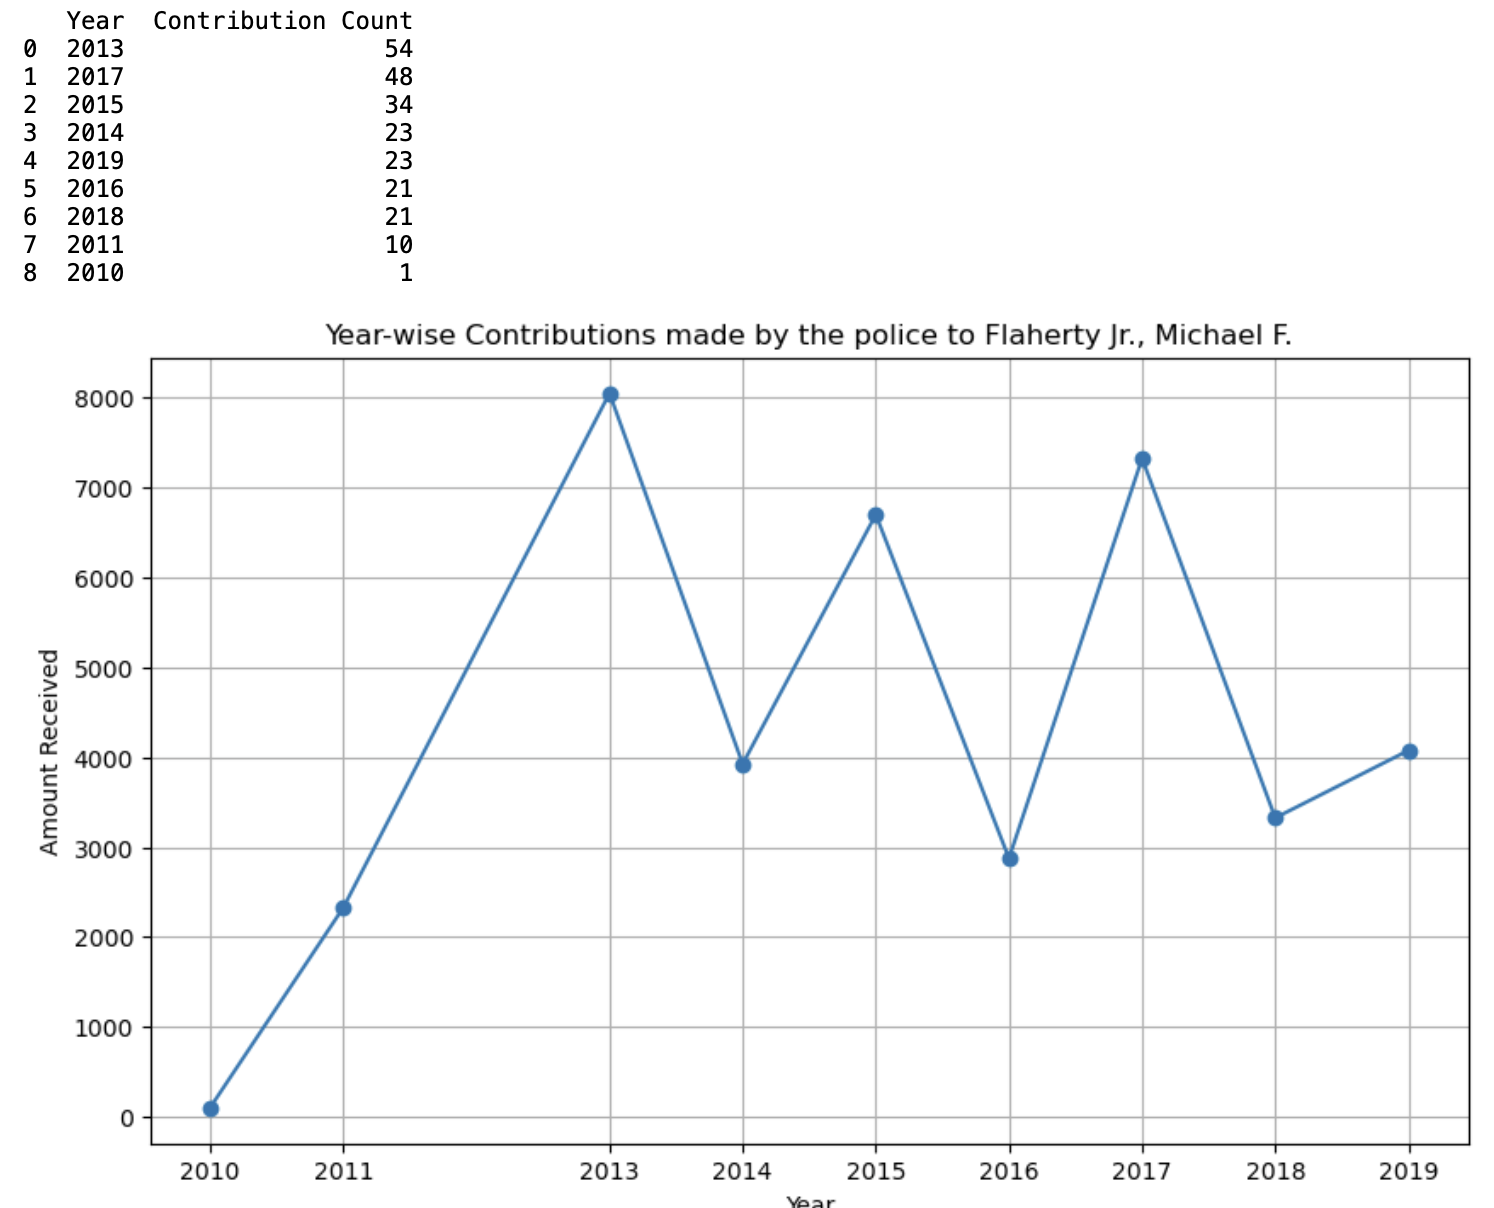 Year Contribution Count
0 2013 54
1 2017 48
2 2015 34
3 2014 23
4 2019 23
5 2016 21
6 2018 21
7 2011 10
8 2010 1
Year-wise Contributions made by the police to Flaherty Jr., Michael F.
8000
7000
6000
5000
4000
3000
2000
1000
0
Amount Received
2010 2011 2013 2014 2015 2016 2017 2018 2019
Year